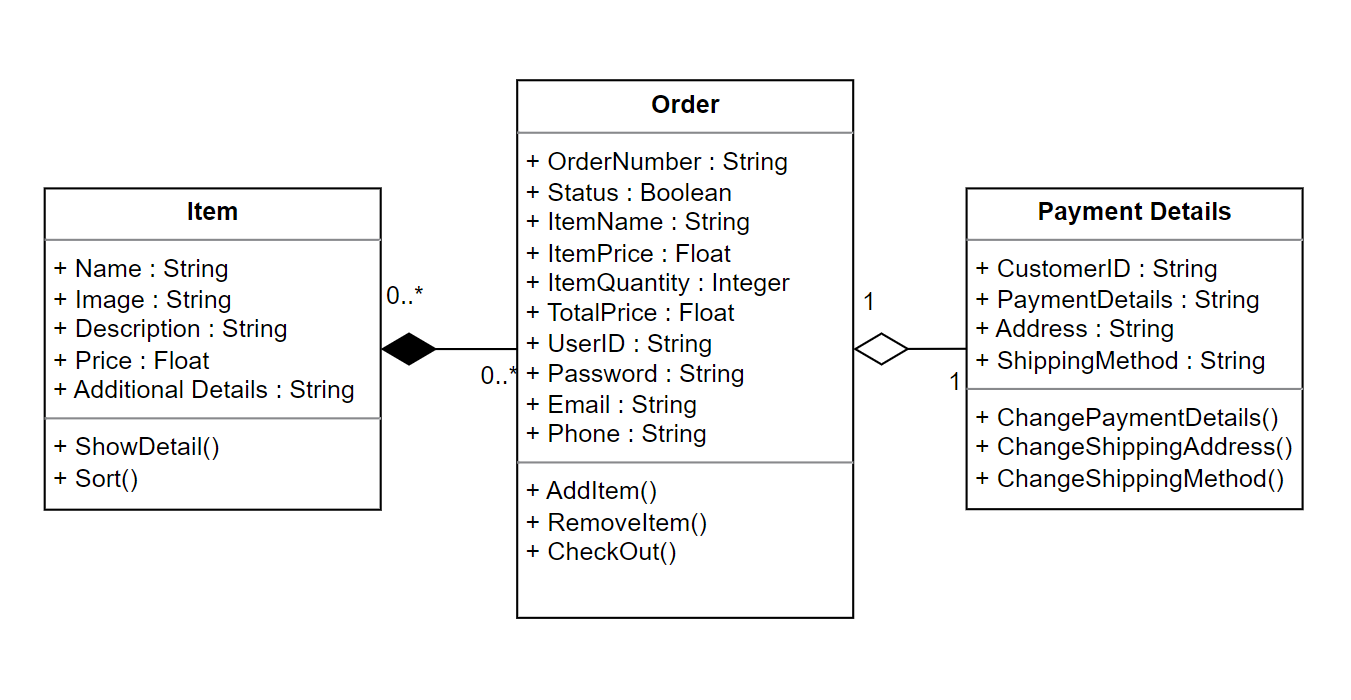 Item
+ Name : String
+ Image : String
+ Description : String
+ Price : Float
+ Additional Details : String
+ ShowDetail()
+ Sort()
0..*
0..*
Order
+ OrderNumber : String
+ Status : Boolean
+ ItemName : String
+ ItemPrice : Float
+ ItemQuantity : Integer
+ TotalPrice : Float
+ UserID : String
+ Password : String
+ Email : String
+ Phone : String
+ AddItem()
+ RemoveItem()
+ CheckOut()
1
1
Payment Details
+ CustomerID : String
+ PaymentDetails : String
+ Address : String
+ ShippingMethod : String
+ ChangePaymentDetails()
+ ChangeShippingAddress()
+ ChangeShippingMethod()